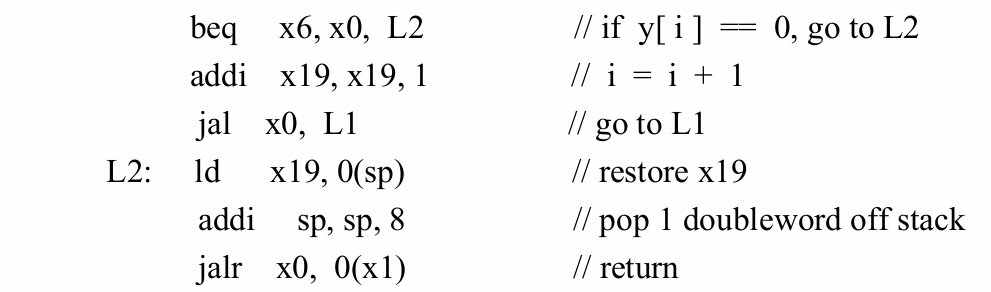 beq x6, x0, L2 // if y[ i ] == 0, go to L2
addi x19, x19, 1 // i = i + 1
jal x0, L1 // go to L1
L2: ld x19, 0(sp) // restore x19
addi sp, sp, 8 // pop 1 doubleword off stack
jalr x0, 0(x1) // return